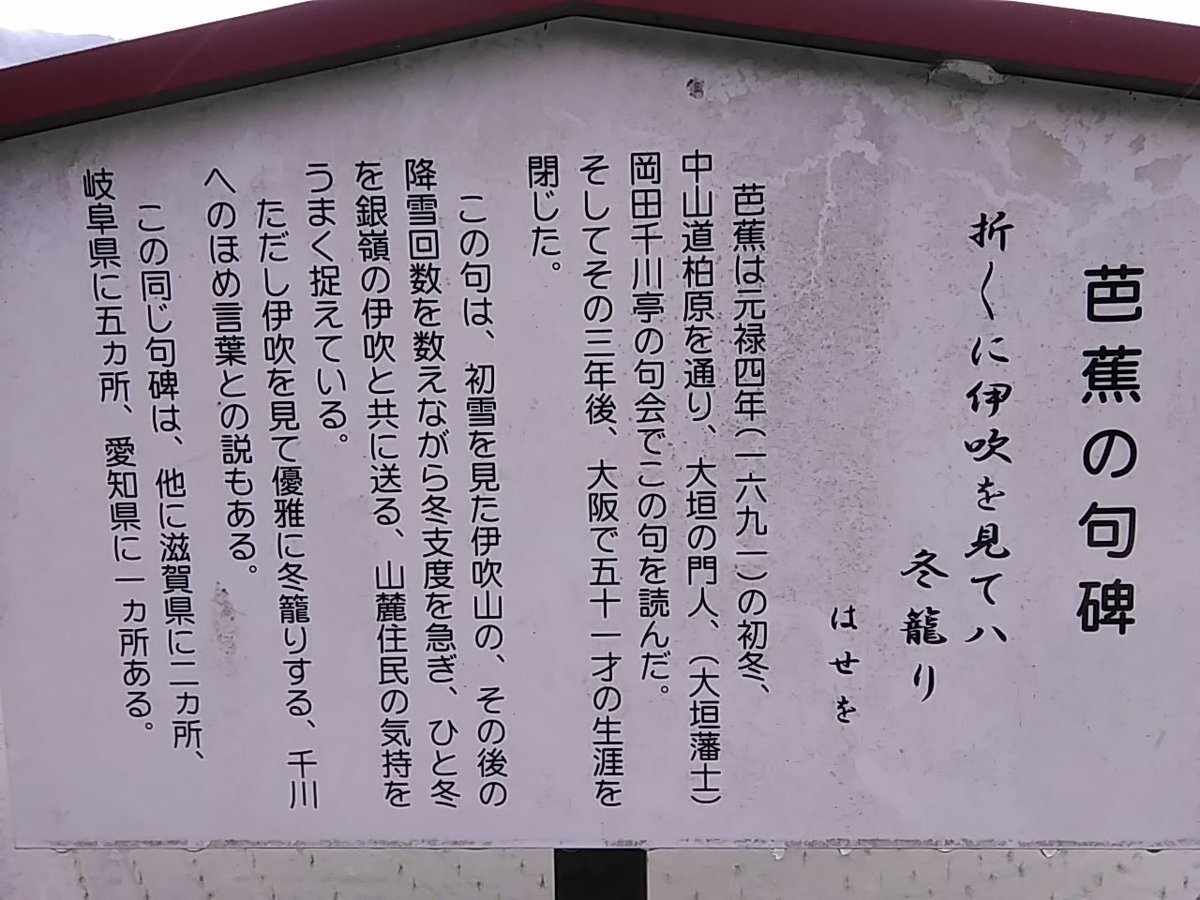 芭蕉の句碑
折〱に伊吹を見てハ
冬籠り
はせを
芭蕉は元禄四年(一六九一)の初冬、
中山道柏原を通り、大垣の門人、(大垣藩士)
岡田千川亭の句会でこの句を読んだ。
そしてその三年後、大阪で五十一才の生涯を
閉じた。
この句は、初雪を見た伊吹山の、その後の
降雪回数を数えながら冬支度を急ぎ、ひと冬
を銀嶺の伊吹と共に送る、山麓住民の気持を
うまく捉えている。
ただし伊吹を見て優雅に冬籠りする、千川
へのほめ言葉との説もある。
この同じ句碑は、他に滋賀県に二ヵ所、
岐阜県に五ヵ所、愛知県に一ヵ所ある。